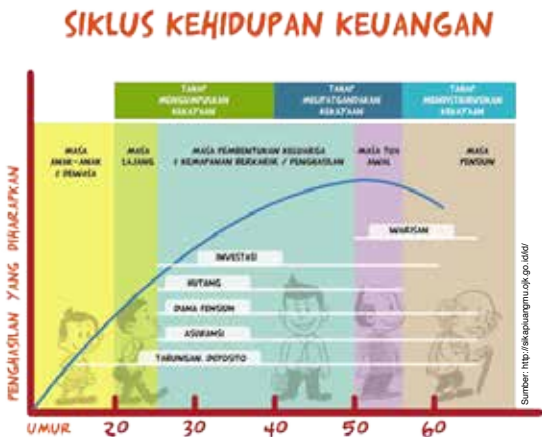 SIKLUS KEHIDUPAN KEUANGAN
TAHAP
MENGUMPULKAN
KEKAYAAN
TAHAP
MELIPATGANDAKAN
KEKAYAAN
TAHAP
MENDISTRIBUSIKAN
KEKAYAAN
MASA
ANAK-ANAK
/ DEWASA
MASA
LAJANG
MASA PEMBENTUKAN KELUARGA
/ KEMAPANAN BERKARIR / PENGHASILAN
MASA TUA
AWAL
MASA
PENSIUN
WARISAN
INVESTASI
HUTANG
DANA PENSIUN
ASURANSI
TABUNGAN, DEPOSITO
PENGHASILAN YANG DIHARAPKAN
UMUR 20 30 40 50 60
Sumber: http://sikapiuangmu.ojk.go.id/id/